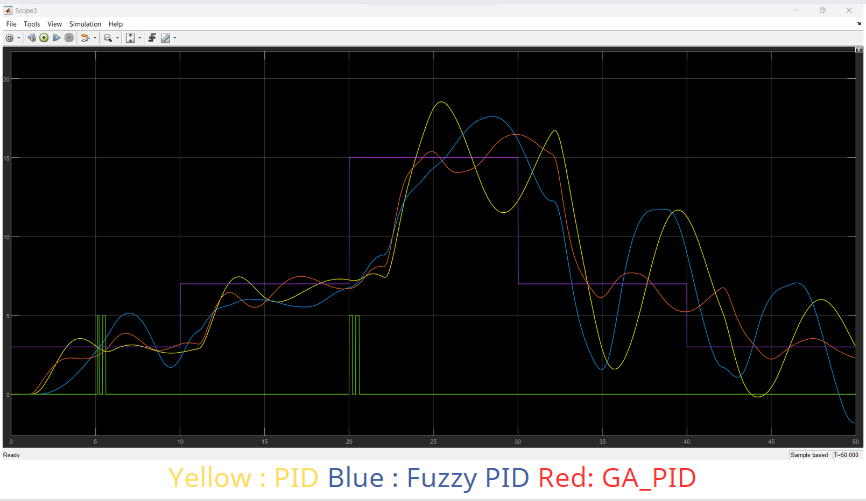 Scope3
File Tools View Simulation Help
20
15
10
5
0
0 5 10 15 20 25 30 35 40 45 50
Ready Sample based T=50.000
Yellow : PID Blue : Fuzzy PID Red: GA_PID